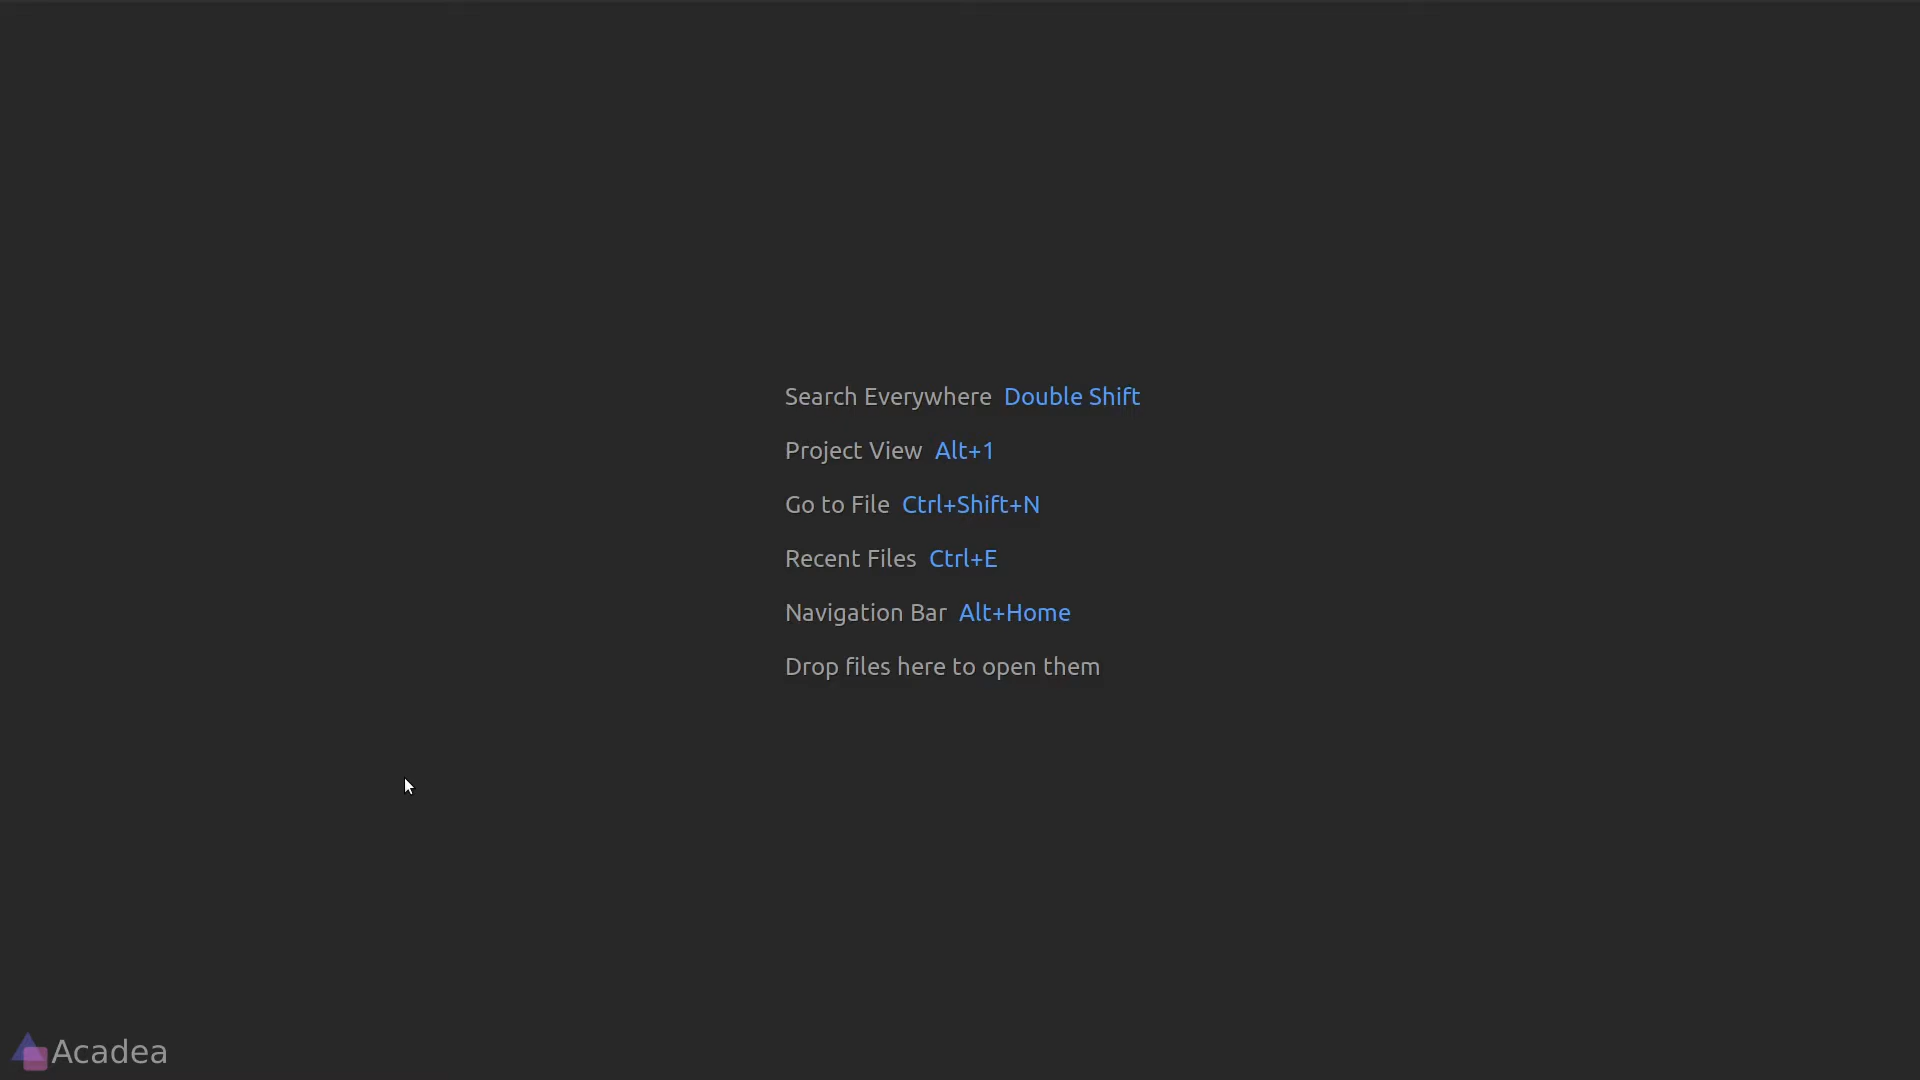 Search Everywhere Double Shift
Project View Alt+1
Go to File Ctrl+Shift+N
Recent Files Ctrl+E
Navigation Bar Alt+Home
Drop files here to open them
Acadea